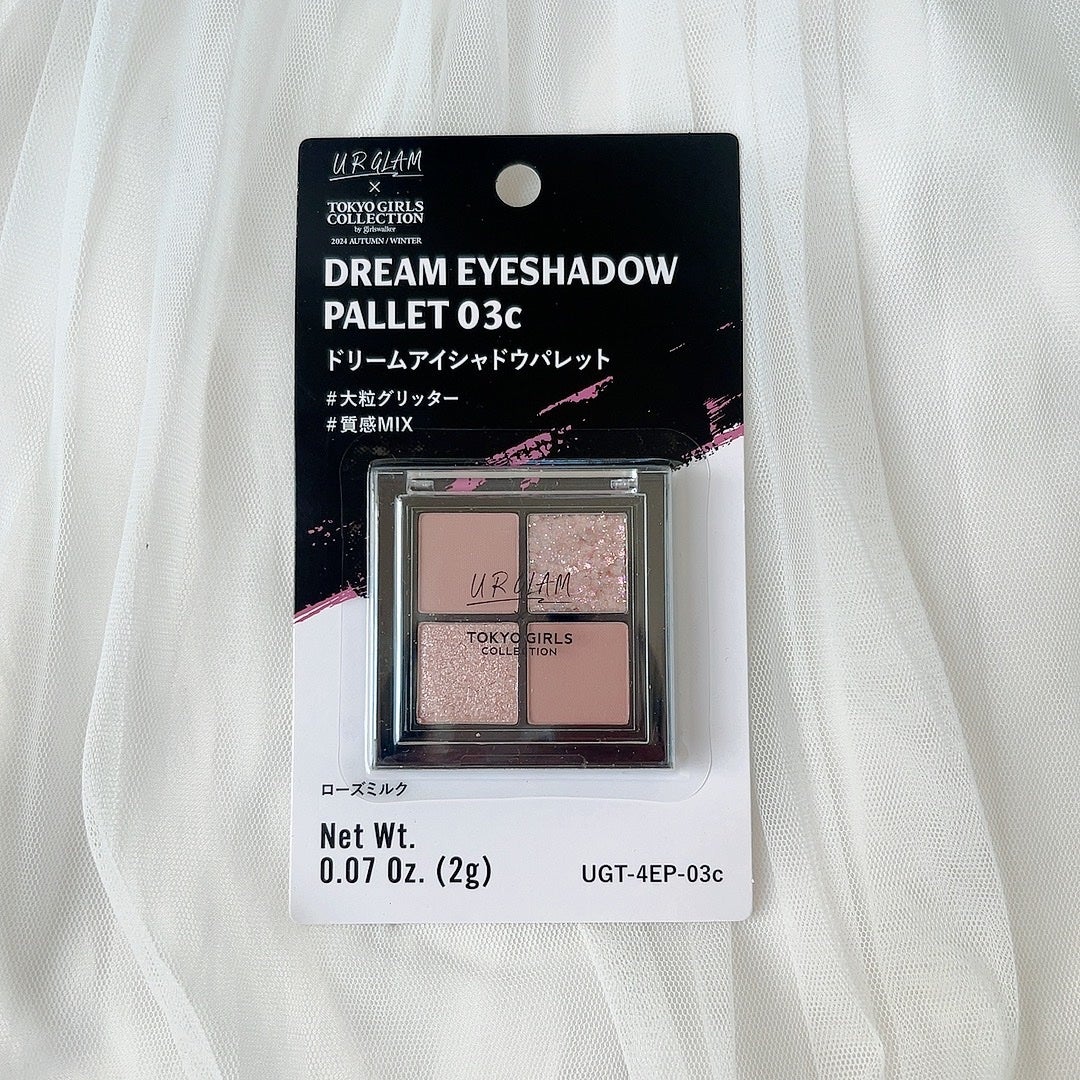 UR GLAM
×
TOKYO GIRLS
COLLECTION
by girlswalker
2024 AUTUMN / WINTER
DREAM EYESHADOW
PALLET 03c
ドリームアイシャドウパレット
#大粒グリッター
#質感MIX
UR GLAM
TOKYO GIRLS
COLLECTION
ローズミルク
Net Wt.
0.07 Oz. (2g)
UGT-4EP-03c